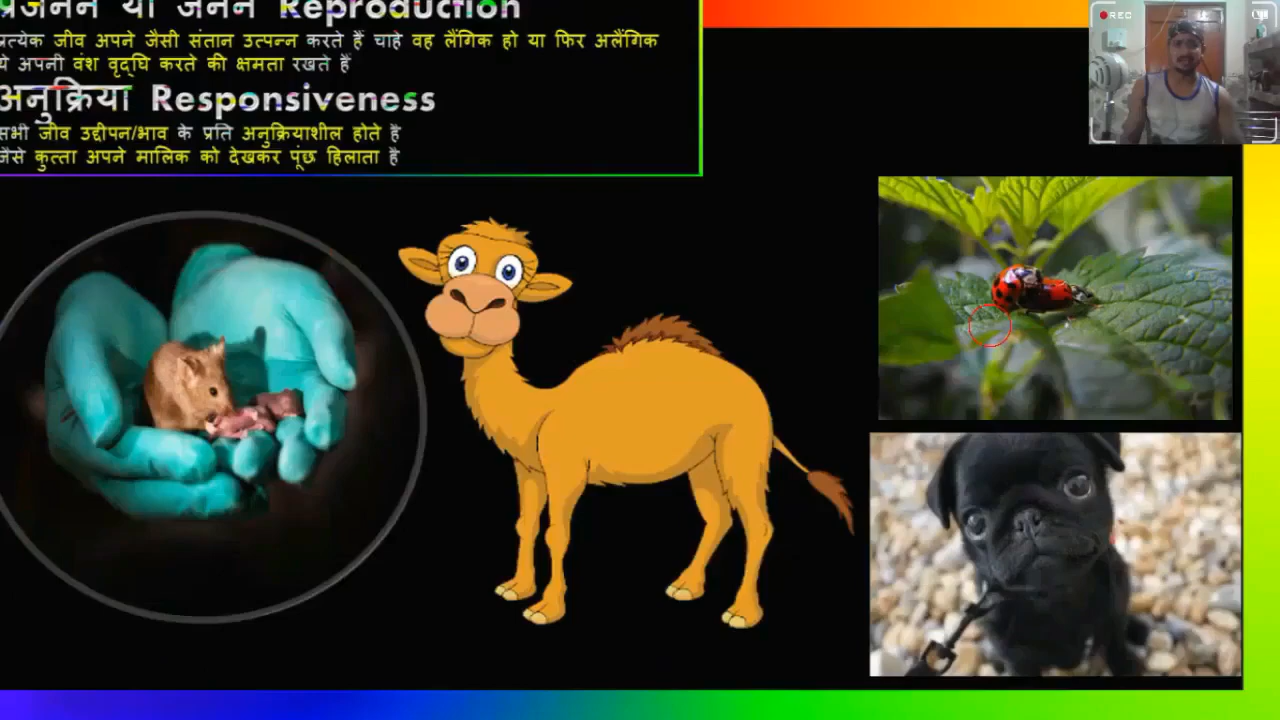 प्रजनन या जनन Reproduction
प्रत्येक जीव अपने जैसी संतान उत्पन्न करते हैं चाहे वह लैंगिक हो या फिर अलैंगिक
ये अपनी वंश वृद्घि करते की क्षमता रखते हैं
अनुक्रिया Responsiveness
सभी जीव उद्दीपन/भाव के प्रति अनुक्रियाशील होते है
जैसे कुत्ता अपने मालिक को देखकर पूंछ हिलाता है
REC